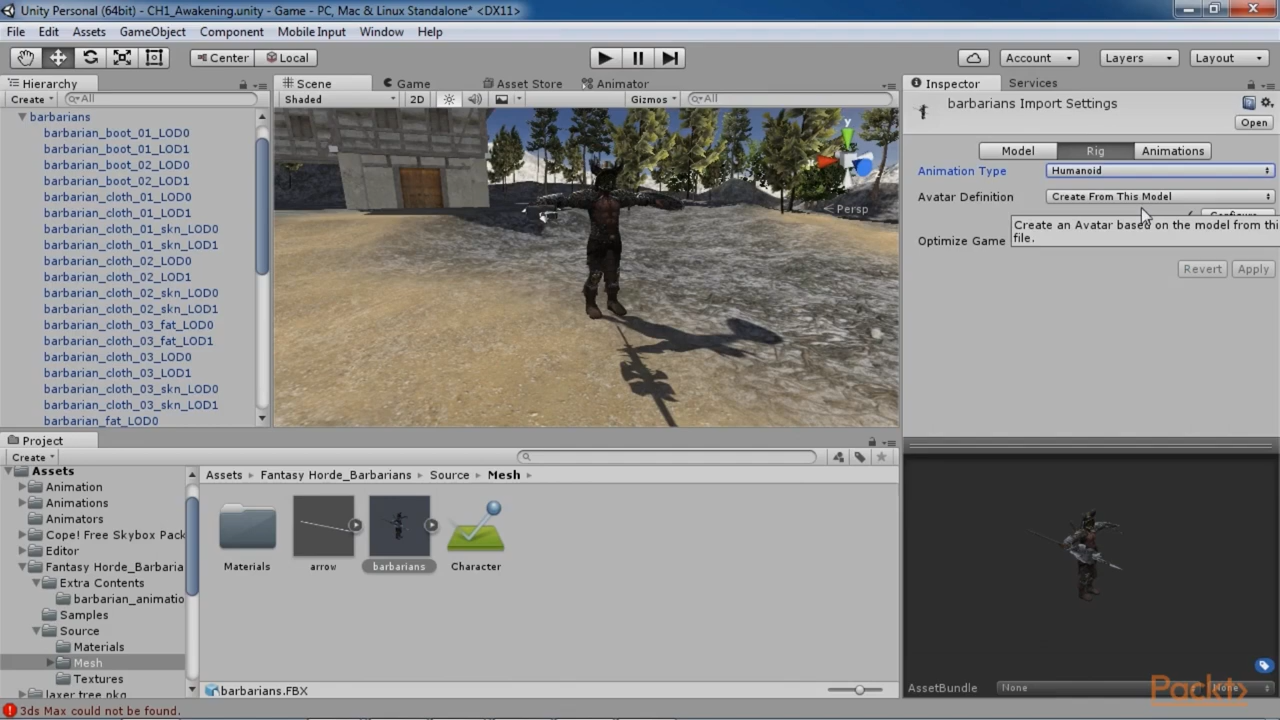 Unity Personal (64bit) - CH1_Awakening.unity - Game - PC, Mac & Linux Standalone* <DX11>
File Edit Assets GameObject Component Mobile Input Window Help
Center Local Account Layers Layout
Hierarchy
Create All
barbarians
barbarian_boot_01_LOD0
barbarian_boot_01_LOD1
barbarian_boot_02_LOD0
barbarian_boot_02_LOD1
barbarian_cloth_01_LOD0
barbarian_cloth_01_LOD1
barbarian_cloth_01_skn_LOD0
barbarian_cloth_01_skn_LOD1
barbarian_cloth_02_LOD0
barbarian_cloth_02_LOD1
barbarian_cloth_02_skn_LOD0
barbarian_cloth_02_skn_LOD1
barbarian_cloth_03_fat_LOD0
barbarian_cloth_03_fat_LOD1
barbarian_cloth_03_LOD0
barbarian_cloth_03_LOD1
barbarian_cloth_03_skn_LOD0
barbarian_cloth_03_skn_LOD1
barbarian_fat_LOD0
Scene Game Asset Store Animator
Shaded 2D Gizmos All
y
Persp
Inspector Services
barbarians Import Settings
Open
Model Rig Animations
Animation Type Humanoid
Avatar Definition Create From This Model
Create an Avatar based on the model from thi
file.
Optimize Game
Revert Apply
Project
Create
Assets
Animation
Animations
Animators
Cope! Free Skybox Pack
Editor
Fantasy Horde_Barbaria
Extra Contents
barbarian_animatio
Samples
Source
Materials
Mesh
Textures
laxer tree pkg
Assets Fantasy Horde_Barbarians Source Mesh
Materials arrow barbarians Character
barbarians.FBX
AssetBundle None None
Packt>
3ds Max could not be found.